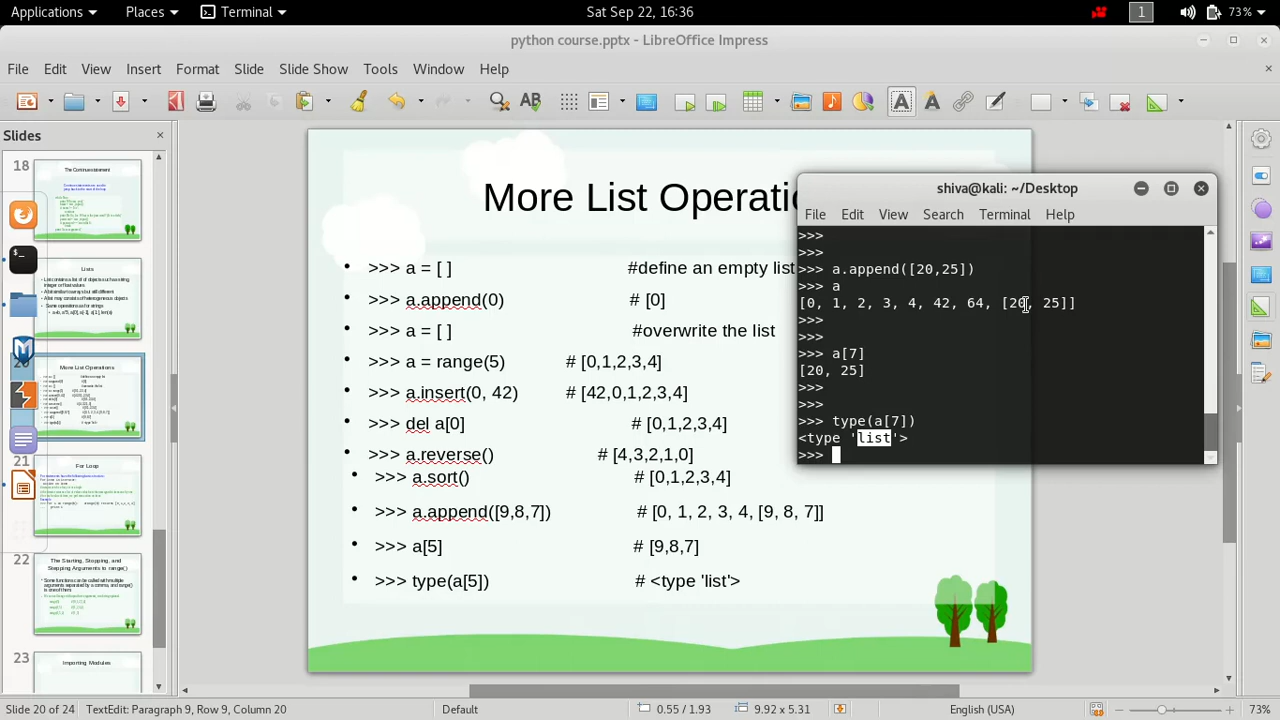 Applications
Places
Terminal
Sat Sep 22, 16:36
1
73%
python course.pptx - LibreOffice Impress
File Edit View Insert Format Slide Slide Show Tools Window Help
Slides
18
The Continue statement
Lists
More List Operations
21
For Loop
22
The Starting, Stopping, and
Stepping Arguments to range()
23
Importing Modules
More List Operatio
>>> a = [ ] #define an empty list
>>> a.append(0) # [0]
>>> a = [ ] #overwrite the list
>>> a = range(5) # [0,1,2,3,4]
>>> a.insert(0, 42) # [42,0,1,2,3,4]
>>> del a[0] # [0,1,2,3,4]
>>> a.reverse() # [4,3,2,1,0]
>>> a.sort() # [0,1,2,3,4]
>>> a.append([9,8,7]) # [0, 1, 2, 3, 4, [9, 8, 7]]
>>> a[5] # [9,8,7]
>>> type(a[5]) # <type 'list'>
shiva@kali: ~/Desktop
File Edit View Search Terminal Help
>>>
>>>
>>> a.append([20,25])
>>> a
[0, 1, 2, 3, 4, 42, 64, [20, 25]]
>>>
>>>
>>> a[7]
[20, 25]
>>>
>>>
>>> type(a[7])
<type 'list'>
>>>
Slide 20 of 24
TextEdit: Paragraph 9, Row 9, Column 20
Default
0.55 / 1.93
9.92 x 5.31
English (USA)
73%